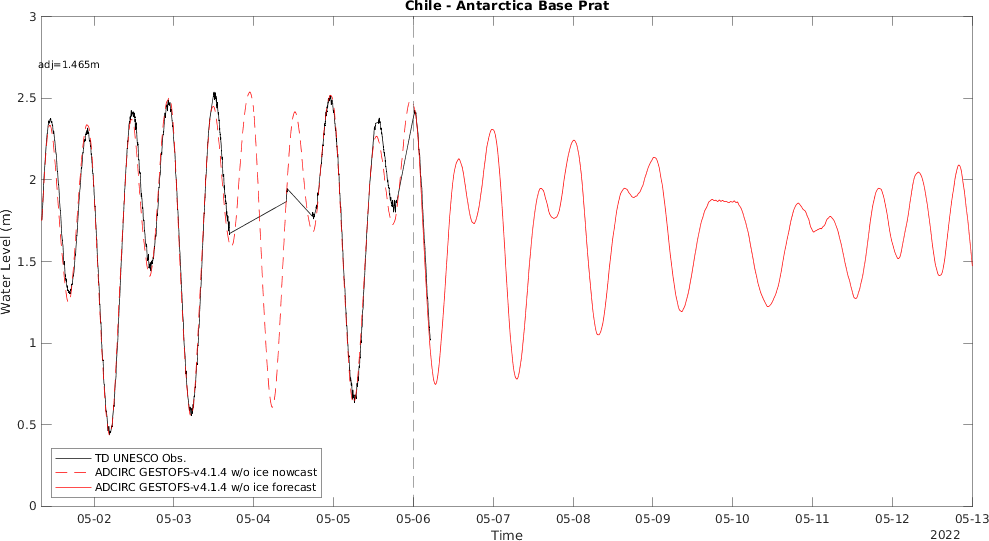 Chile - Antarctica Base Prat
3
adj=1.465m
2.5
2
1.5
1
0.5
0
Water Level (m)
TD UNESCO Obs.
ADCIRC GESTOFS-v4.1.4 w/o ice nowcast
ADCIRC GESTOFS-v4.1.4 w/o ice forecast
05-02 05-03 05-04 05-05 05-06 05-07 05-08 05-09 05-10 05-11 05-12 05-13
Time
2022